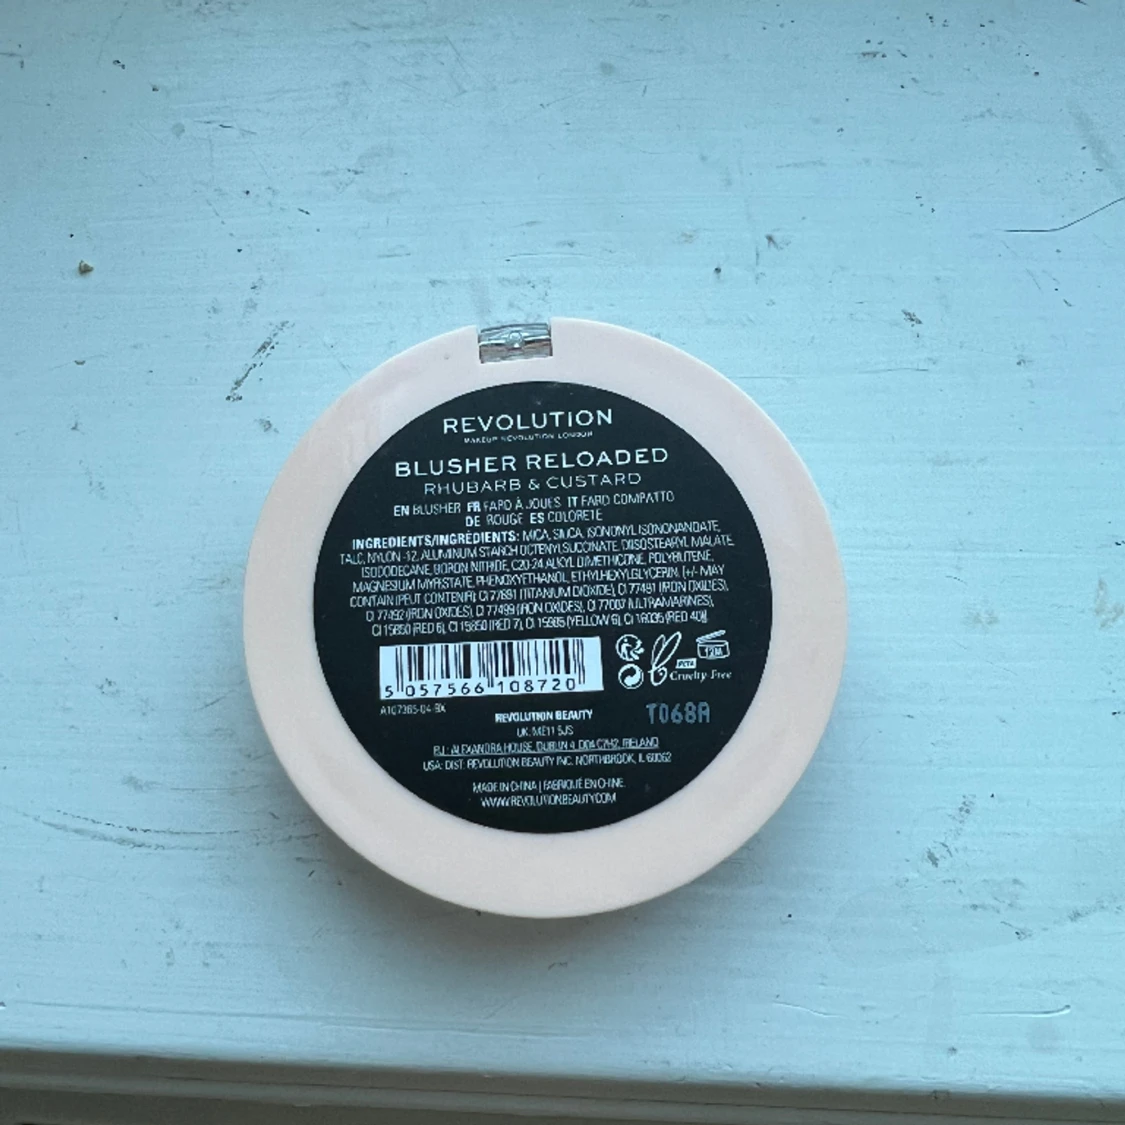 REVOLUTION
MAKEUP REVOLUTION LONDON
BLUSHER RELOADED
RHUBARB & CUSTARD
EN BLUSHER FR FARD À JOUES IT FARD COMPATTO
DE ROUGE ES COLORETE
INGREDIENTS/INGRÉDIENTS: MICA, SILICA, ISONONYL ISONONANOATE,
TALC, NYLON-12, ALUMINUM STARCH OCTENYLSUCCINATE, DIISOSTEARYL MALATE,
ISODODECANE, BORON NITRIDE, C20-24 ALKYL DIMETHICONE, POLYBUTENE,
MAGNESIUM MYRISTATE, PHENOXYETHANOL, ETHYLHEXYLGLYCERIN, [+/- MAY
CONTAIN (PEUT CONTENIR): CI 77891 (TITANIUM DIOXIDE), CI 77491 (IRON OXIDES),
CI 77492 (IRON OXIDES), CI 77499 (IRON OXIDES), CI 77007 (ULTRAMARINES),
CI 15850 (RED 6), CI 15850 (RED 7), CI 15985 (YELLOW 6), CI 16035 (RED 40)]
12M
PETA
Cruelty Free
5 057566 108720
A107385-04-BX
T068A
REVOLUTION BEAUTY
UK: ME11 5JS
EU: ALEXANDRA HOUSE, DUBLIN 4, D04 C7H2, IRELAND
USA: DIST. REVOLUTION BEAUTY INC. NORTHBROOK, IL 60062
MADE IN CHINA | FABRIQUÉ EN CHINE.
WWW.REVOLUTIONBEAUTY.COM